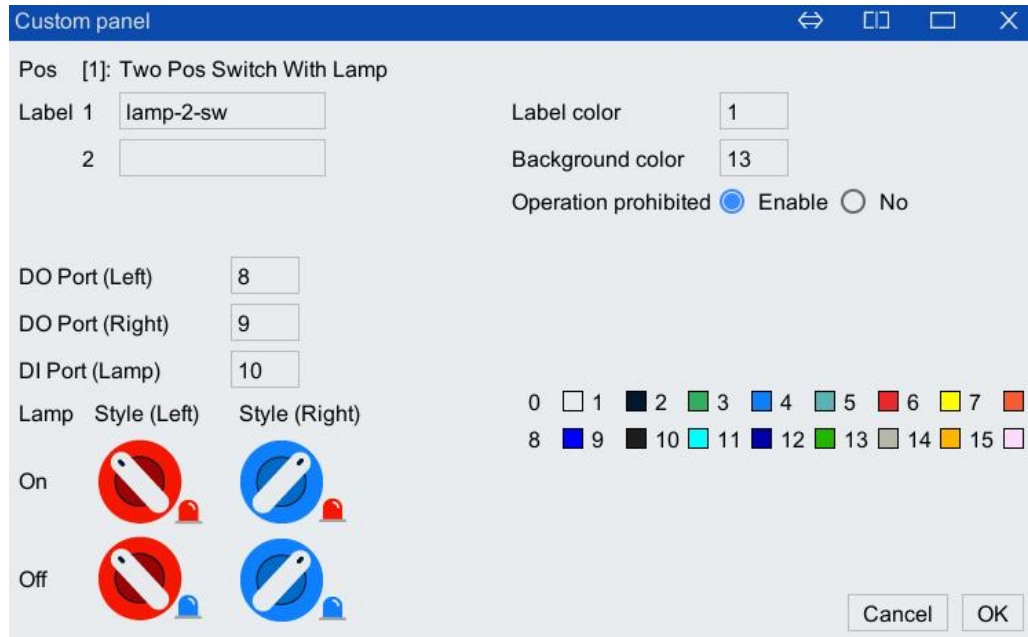 Custom panel
Pos [1]: Two Pos Switch With Lamp
Label 1 lamp-2-sw Label color 1
2 Background color 13
Operation prohibited Enable No
DO Port (Left) 8
DO Port (Right) 9
DI Port (Lamp) 10
Lamp Style (Left) Style (Right)
0 1 2 3 4 5 6 7
8 9 10 11 12 13 14 15
On
Off
Cancel OK